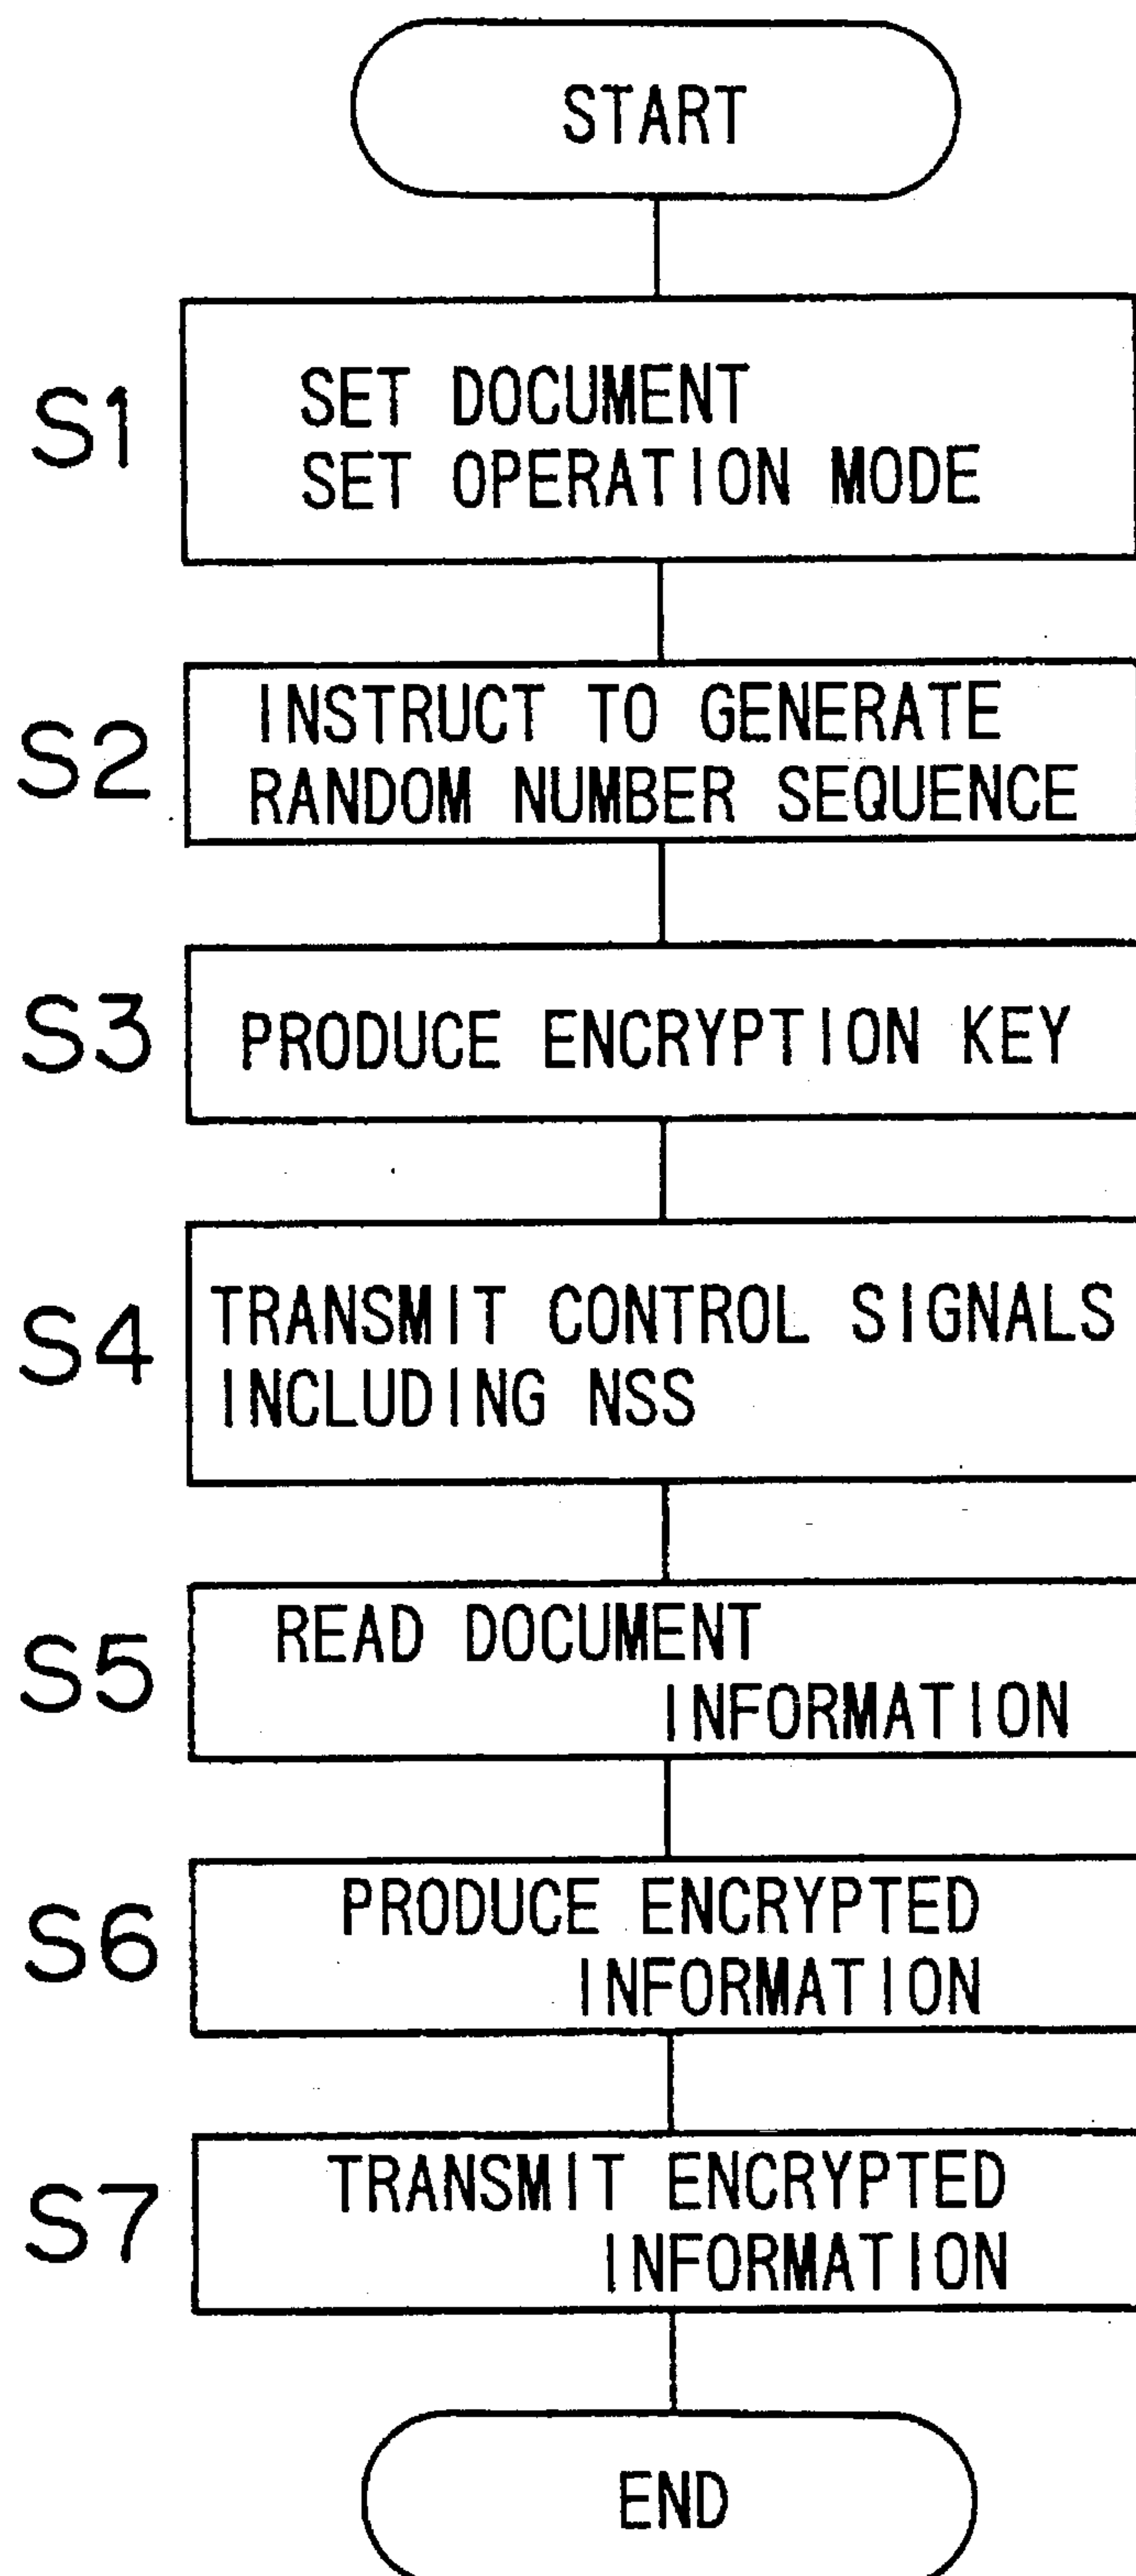 START
S1
SET DOCUMENT
SET OPERATION MODE
S2
INSTRUCT TO GENERATE
RANDOM NUMBER SEQUENCE
S3
PRODUCE ENCRYPTION KEY
S4
TRANSMIT CONTROL SIGNALS
INCLUDING NSS
S5
READ DOCUMENT
INFORMATION
S6
PRODUCE ENCRYPTED
INFORMATION
S7
TRANSMIT ENCRYPTED
INFORMATION
END